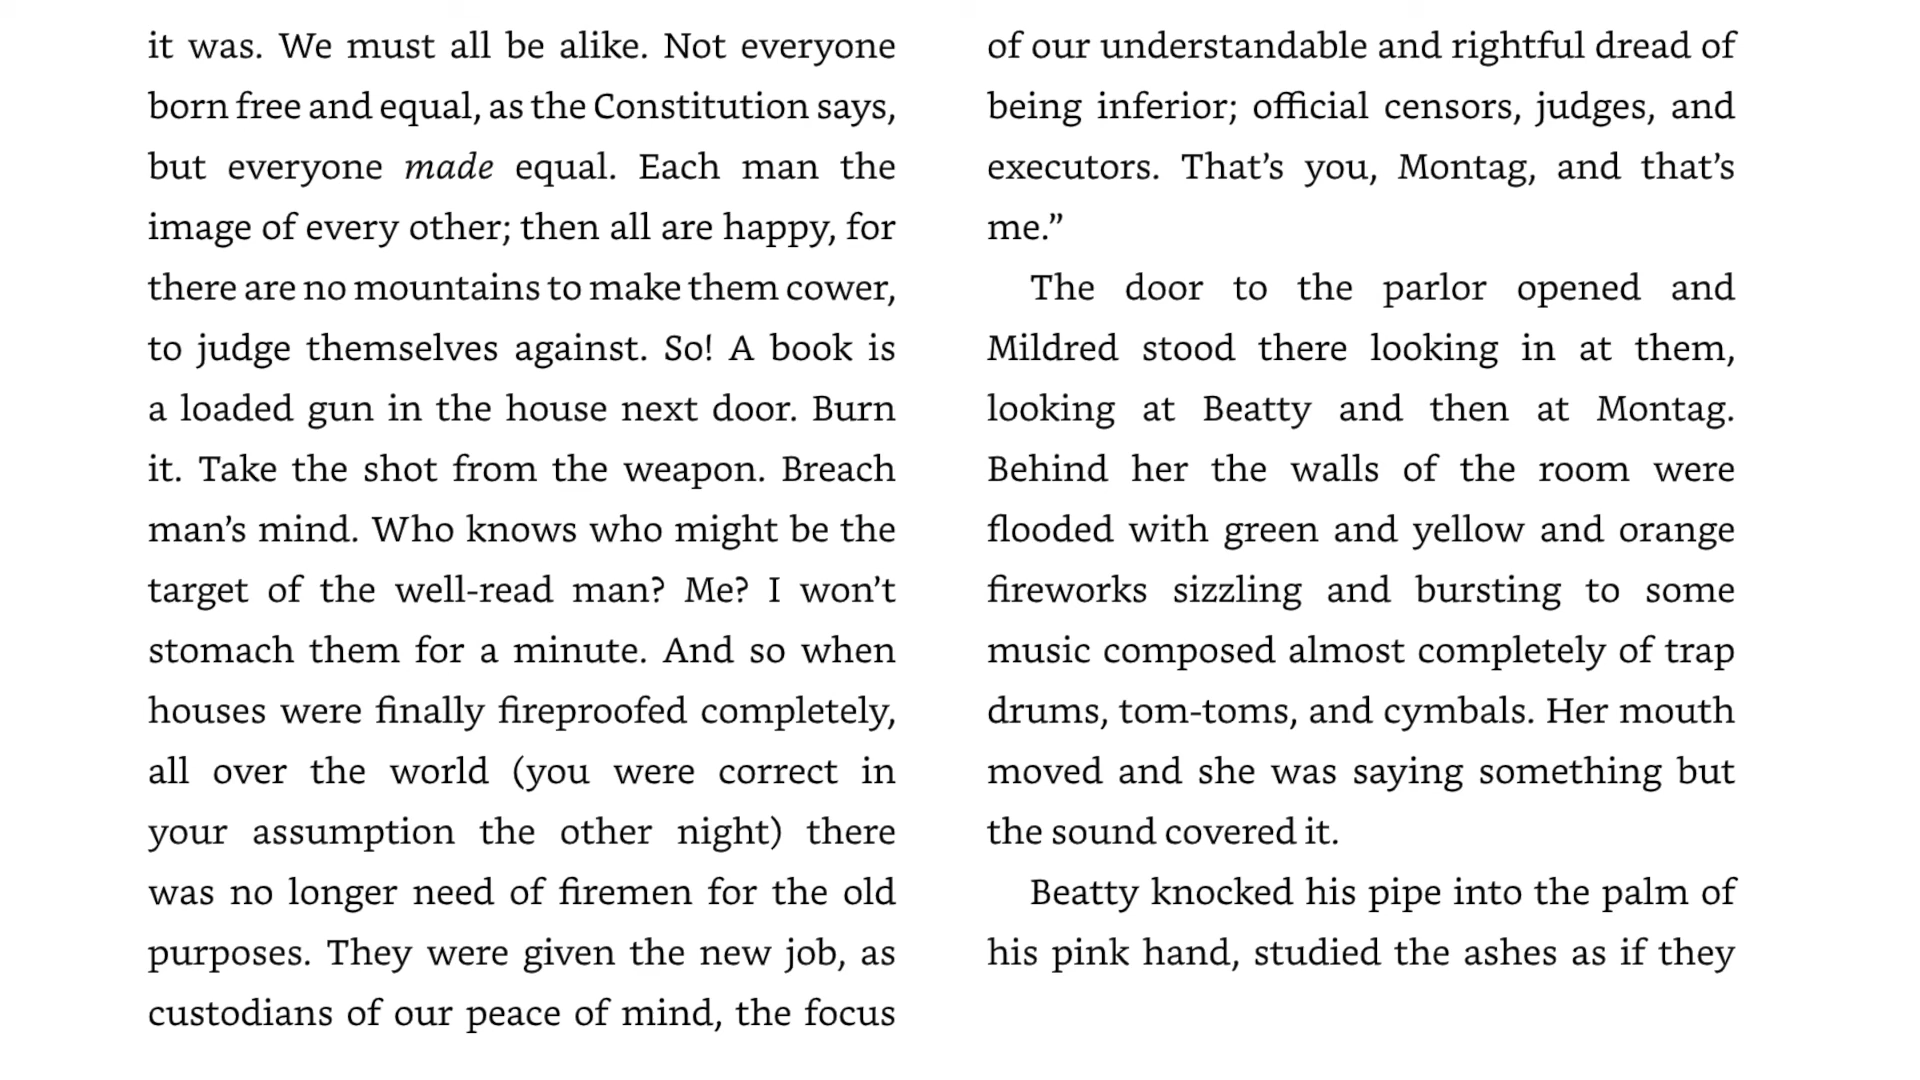 it was. We must all be alike. Not everyone
born free and equal, as the Constitution says,
but everyone made equal. Each man the
image of every other; then all are happy, for
there are no mountains to make them cower,
to judge themselves against. So! A book is
a loaded gun in the house next door. Burn
it. Take the shot from the weapon. Breach
man’s mind. Who knows who might be the
target of the well-read man? Me? I won’t
stomach them for a minute. And so when
houses were finally fireproofed completely,
all over the world (you were correct in
your assumption the other night) there
was no longer need of firemen for the old
purposes. They were given the new job, as
custodians of our peace of mind, the focus
of our understandable and rightful dread of
being inferior; official censors, judges, and
executors. That’s you, Montag, and that’s
me.”
The door to the parlor opened and
Mildred stood there looking in at them,
looking at Beatty and then at Montag.
Behind her the walls of the room were
flooded with green and yellow and orange
fireworks sizzling and bursting to some
music composed almost completely of trap
drums, tom-toms, and cymbals. Her mouth
moved and she was saying something but
the sound covered it.
Beatty knocked his pipe into the palm of
his pink hand, studied the ashes as if they